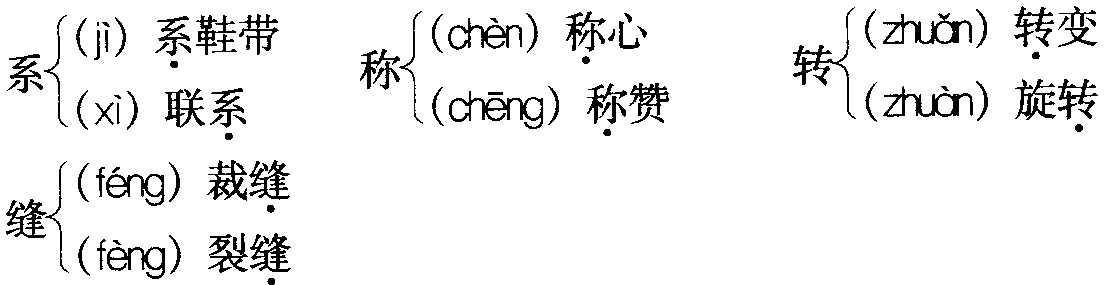 系 (jì) 系鞋带 (xì) 联系
称 (chèn) 称心 (chēng) 称赞
转 (zhuǎn) 转变 (zhuàn) 旋转
缝 (féng) 裁缝 (fèng) 裂缝